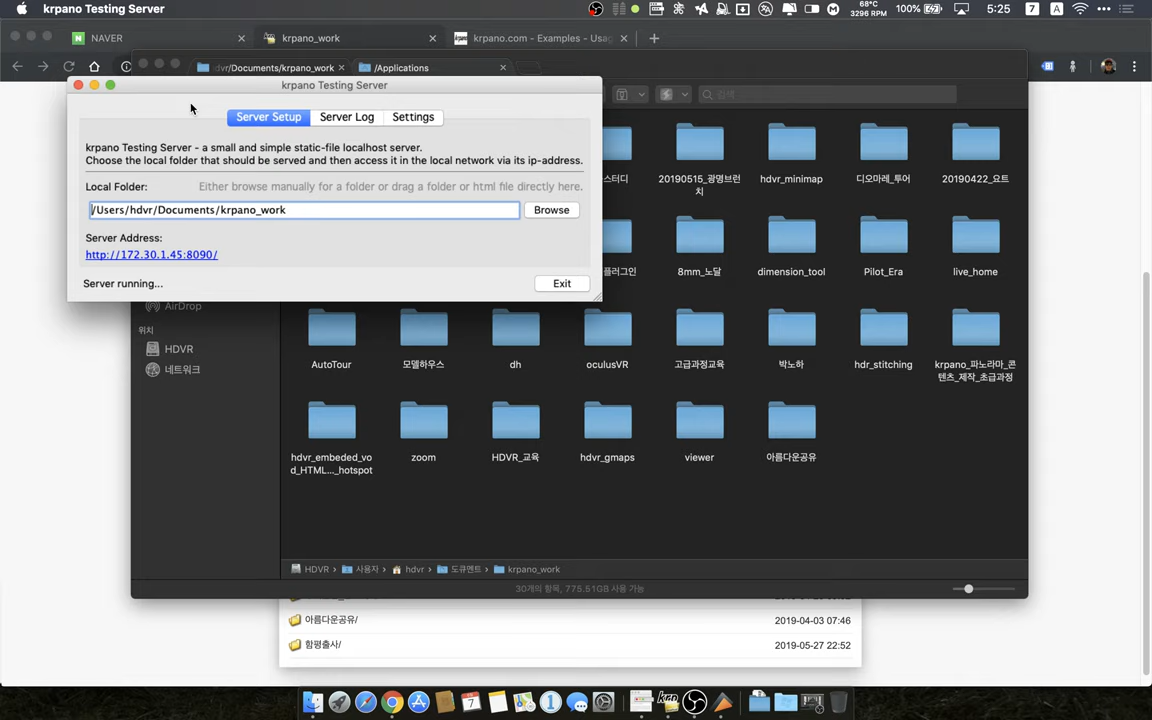 krpano Testing Server
68°C
3296 RPM
100%
5:25
7
A
NAVER
krpano_work
krpano.com - Examples - Usag
dvr/Documents/krpano_work
/Applications
krpano Testing Server
검색
Server Setup
Server Log
Settings
krpano Testing Server - a small and simple static-file localhost server.
Choose the local folder that should be served and then access it in the local network via its ip-address.
Local Folder:
Either browse manually for a folder or drag a folder or html file directly here.
/Users/hdvr/Documents/krpano_work
Browse
Server Address:
http://172.30.1.45:8090/
Server running...
Exit
스터디
20190515_광명브런
치
hdvr_minimap
디오마레_투어
20190422_요트
플러그인
8mm_노달
dimension_tool
Pilot_Era
live_home
AirDrop
위치
HDVR
네트워크
AutoTour
모델하우스
dh
oculusVR
고급과정교육
박노하
hdr_stitching
krpano_파노라마_콘
텐츠_제작_초급과정
hdvr_embeded_vo
d_HTML..._hotspot
zoom
HDVR_교육
hdvr_gmaps
viewer
아름다운공유
HDVR
사용자
hdvr
도큐멘트
krpano_work
30개의 항목, 775.51GB 사용 가능
아름다운공유/
2019-04-03 07:46
함평출사/
2019-05-27 22:52